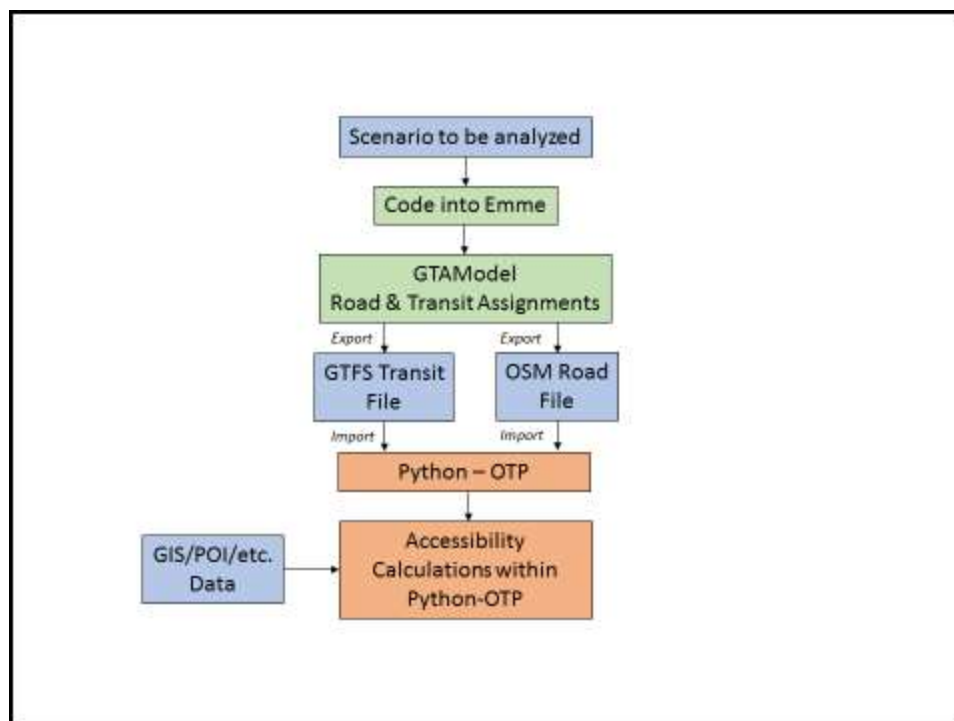 Scenario to be analyzed
Code into Emme
GTAModel
Road & Transit Assignments
Export
Export
GTFS Transit
File
OSM Road
File
Import
Import
Python – OTP
GIS/POI/etc.
Data
Accessibility
Calculations within
Python-OTP